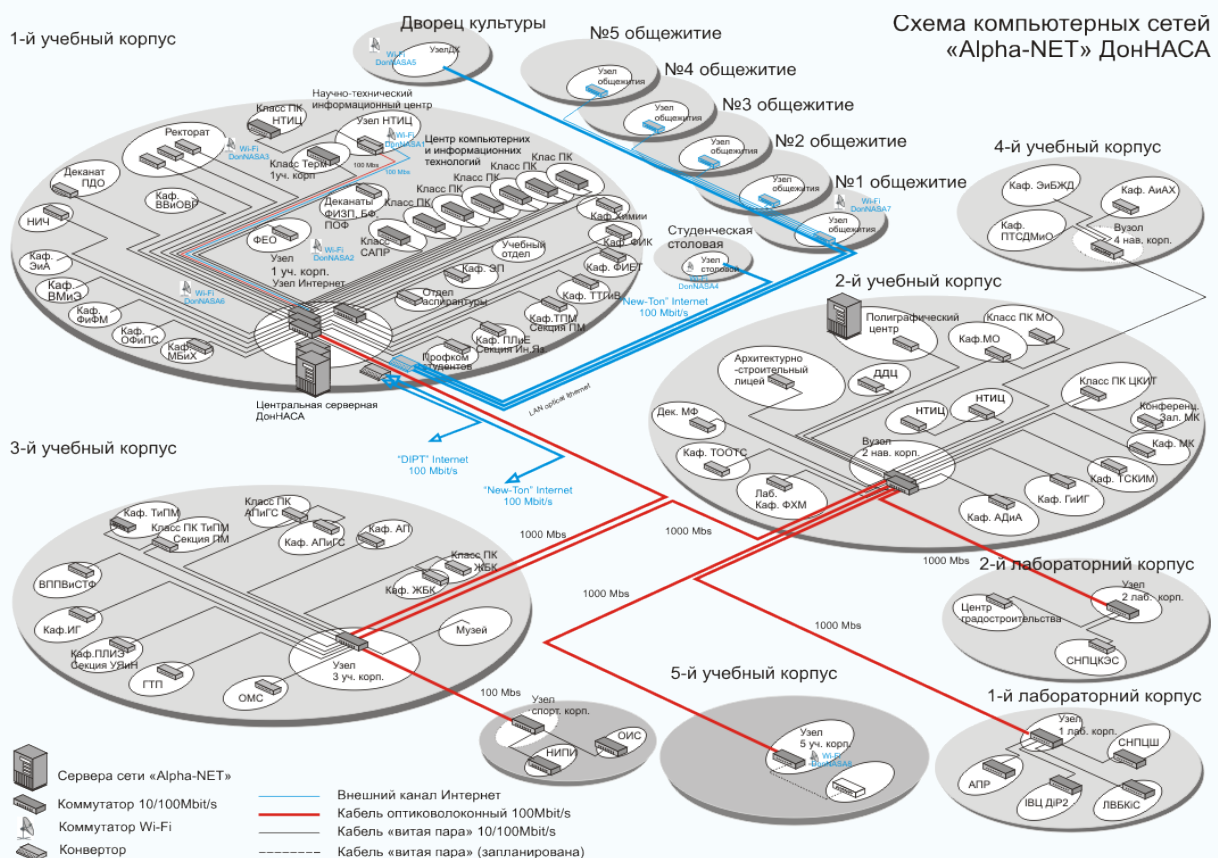 Схема компьютерных сетей
«Alpha-NET» ДонНАСА
1-й учебный корпус
Дворец культуры
Wi-Fi
DonNASA5
УзелДК
№5 общежитие
Узел
общежития
№4 общежитие
Узел
общежития
№3 общежитие
Узел
общежития
№2 общежитие
Узел
общежития
№1 общежитие
Wi-Fi
DonNASA7
Узел
общежития
Студенческая
столовая
Узел
столовой
Wi-Fi
DonNASA4
"New-Ton" Internet
100 Mbit/s
Научно-технический
информационный центр
Класс ПК
НТИЦ
Узел НТИЦ
Wi-Fi
DonNASA1
Ректорат
Wi-Fi
DonNASA3
Класс Терм
1уч. корп
100 Mbs
100 Mbs
Центр компьютерних
и информационних
технологий
Клас ПК
Класс ПК
Класс ПК
Класс ПК
Класс ПК
Класс ПК
Деканат
ПДО
Каф.
ВВиОВР
Деканаты
ФИЗП, БФ,
ПОФ
НИЧ
ФЕО
Wi-Fi
DonNASA2
Класс
САПР
Каф.Химии
Каф. ФИК
Учебный
отдел
Каф. ФИЕТ
Каф.
ЭиА
Узел
1 уч. корп.
Узел Интернет
Каф. ЭП
Каф.
ВМиЭ
Wi-Fi
DonNASA6
Отдел
аспирантуры
Каф. ТТГиВ
Каф.
ФиФМ
Каф.ТПМ
Секция ПМ
Каф.
ОФиПС
Каф. ПЛиЕ
Секция Ин.Яз.
Каф.
МБиХ
Профком
студентов
Центральная серверная
ДонНАСА
LAN optical ithernet
"DIPT" Internet
100 Mbit/s
"New-Ton" Internet
100 Mbit/s
4-й учебный корпус
Каф. ЭиБЖД
Каф. АиАХ
Каф.
ПТСДМиО
Вузол
4 нав. корп.
2-й учебный корпус
Полиграфический
центр
Класс ПК МО
Каф.МО
Архитектурно
-строительный
лицей
ДДЦ
Класс ПК ЦКИТ
НТИЦ
НТИЦ
Конференц.
Зал. МК
Дек. МФ
Вузол
2 нав. корп.
Каф. МК
Каф. ТООТС
Каф. ТСКИМ
Лаб.
Каф. ФХМ
Каф. ГиИГ
Каф. АДиА
3-й учебный корпус
Каф. ТиПМ
Класс ПК
АПиГС
Класс ПК ТиПМ
Секция ПМ
Каф. АПиГС
Каф. АП
Класс ПК
ЖБК
Каф. ЖБК
ВППВиСТФ
Каф.ИГ
Музей
Каф.ПЛИЭ
Секция УЯиН
ГТП
ОМС
Узел
3 уч. корп.
1000 Mbs
1000 Mbs
1000 Mbs
1000 Mbs
1000 Mbs
100 Mbs
2-й лабораторний корпус
Узел
2 лаб. корп.
Центр
градостроительства
СНПЦКЭС
5-й учебный корпус
Узел
5 уч. корп.
Wi-Fi
DonNASA8
1-й лабораторний корпус
Узел
1 лаб. корп.
СНПЦШ
АПР
ІВЦ ДіР2
ЛВБКіС
Узел
спорт. корп.
ОИС
НИПИ
Сервера сети «Alpha-NET»
Коммутатор 10/100Mbit/s
Коммутатор Wi-Fi
Конвертор
Внешний канал Интернет
Кабель оптиковолоконный 100Mbit/s
Кабель «витая пара» 10/100Mbit/s
Кабель «витая пара» (запланирована)